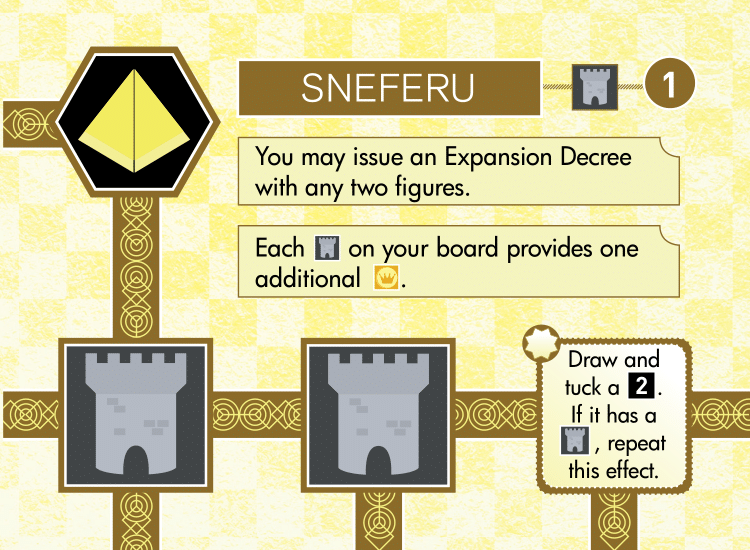 SNEFERU
1
You may issue an Expansion Decree
with any two figures.
Each on your board provides one
additional .
Draw and
tuck a 2.
If it has a
, repeat
this effect.